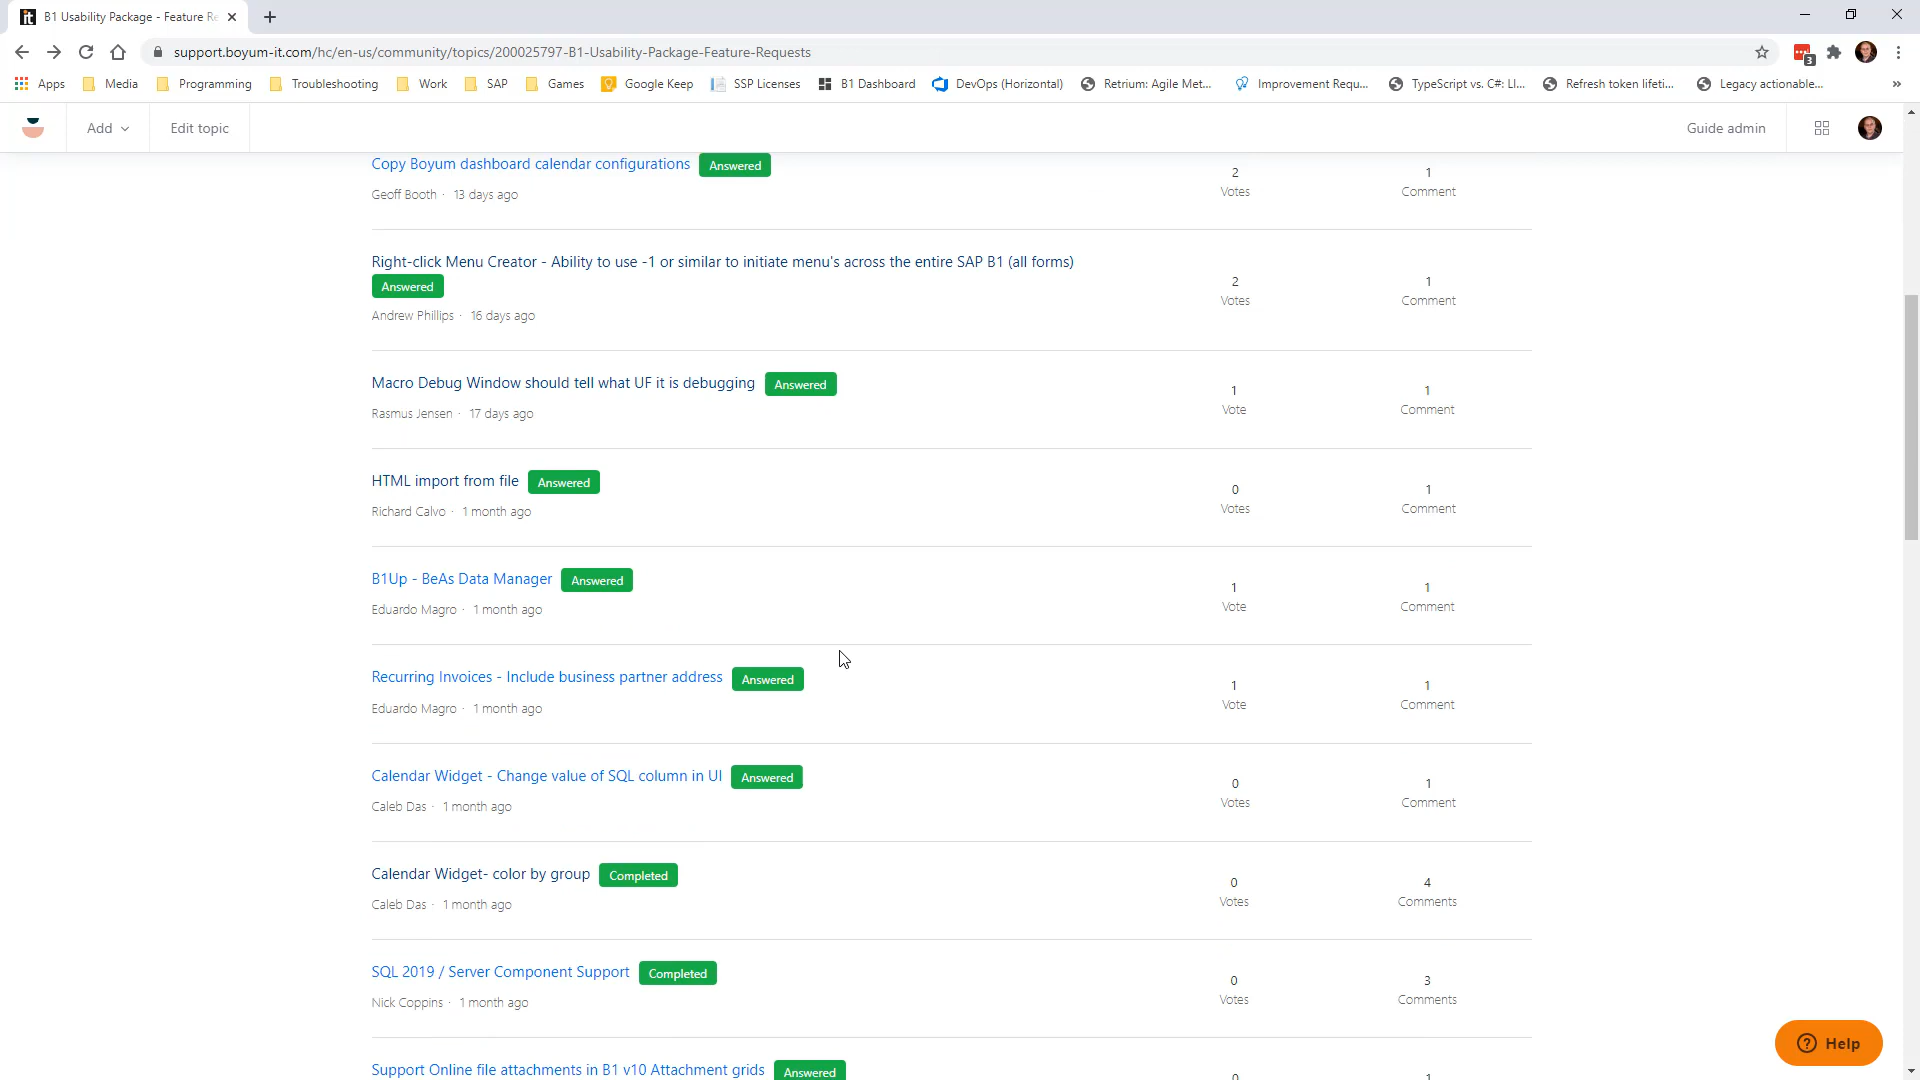 B1 Usability Package - Feature Re
support.boyum-it.com/hc/en-us/community/topics/200025797-B1-Usability-Package-Feature-Requests
3
Apps Media Programming Troubleshooting Work SAP Games Google Keep SSP Licenses B1 Dashboard DevOps (Horizontal) Retrium: Agile Met... Improvement Requ... TypeScript vs. C#: LI... Refresh token lifeti... Legacy actionable... »
Add Edit topic Guide admin
Copy Boyum dashboard calendar configurations Answered
Geoff Booth · 13 days ago
2
Votes
1
Comment
Right-click Menu Creator - Ability to use -1 or similar to initiate menu's across the entire SAP B1 (all forms)
Answered
Andrew Phillips · 16 days ago
2
Votes
1
Comment
Macro Debug Window should tell what UF it is debugging Answered
Rasmus Jensen · 17 days ago
1
Vote
1
Comment
HTML import from file Answered
Richard Calvo · 1 month ago
0
Votes
1
Comment
B1Up - BeAs Data Manager Answered
Eduardo Magro · 1 month ago
1
Vote
1
Comment
Recurring Invoices - Include business partner address Answered
Eduardo Magro · 1 month ago
1
Vote
1
Comment
Calendar Widget - Change value of SQL column in UI Answered
Caleb Das · 1 month ago
0
Votes
1
Comment
Calendar Widget- color by group Completed
Caleb Das · 1 month ago
0
Votes
4
Comments
SQL 2019 / Server Component Support Completed
Nick Coppins · 1 month ago
0
Votes
3
Comments
Support Online file attachments in B1 v10 Attachment grids Answered
0
1
Help